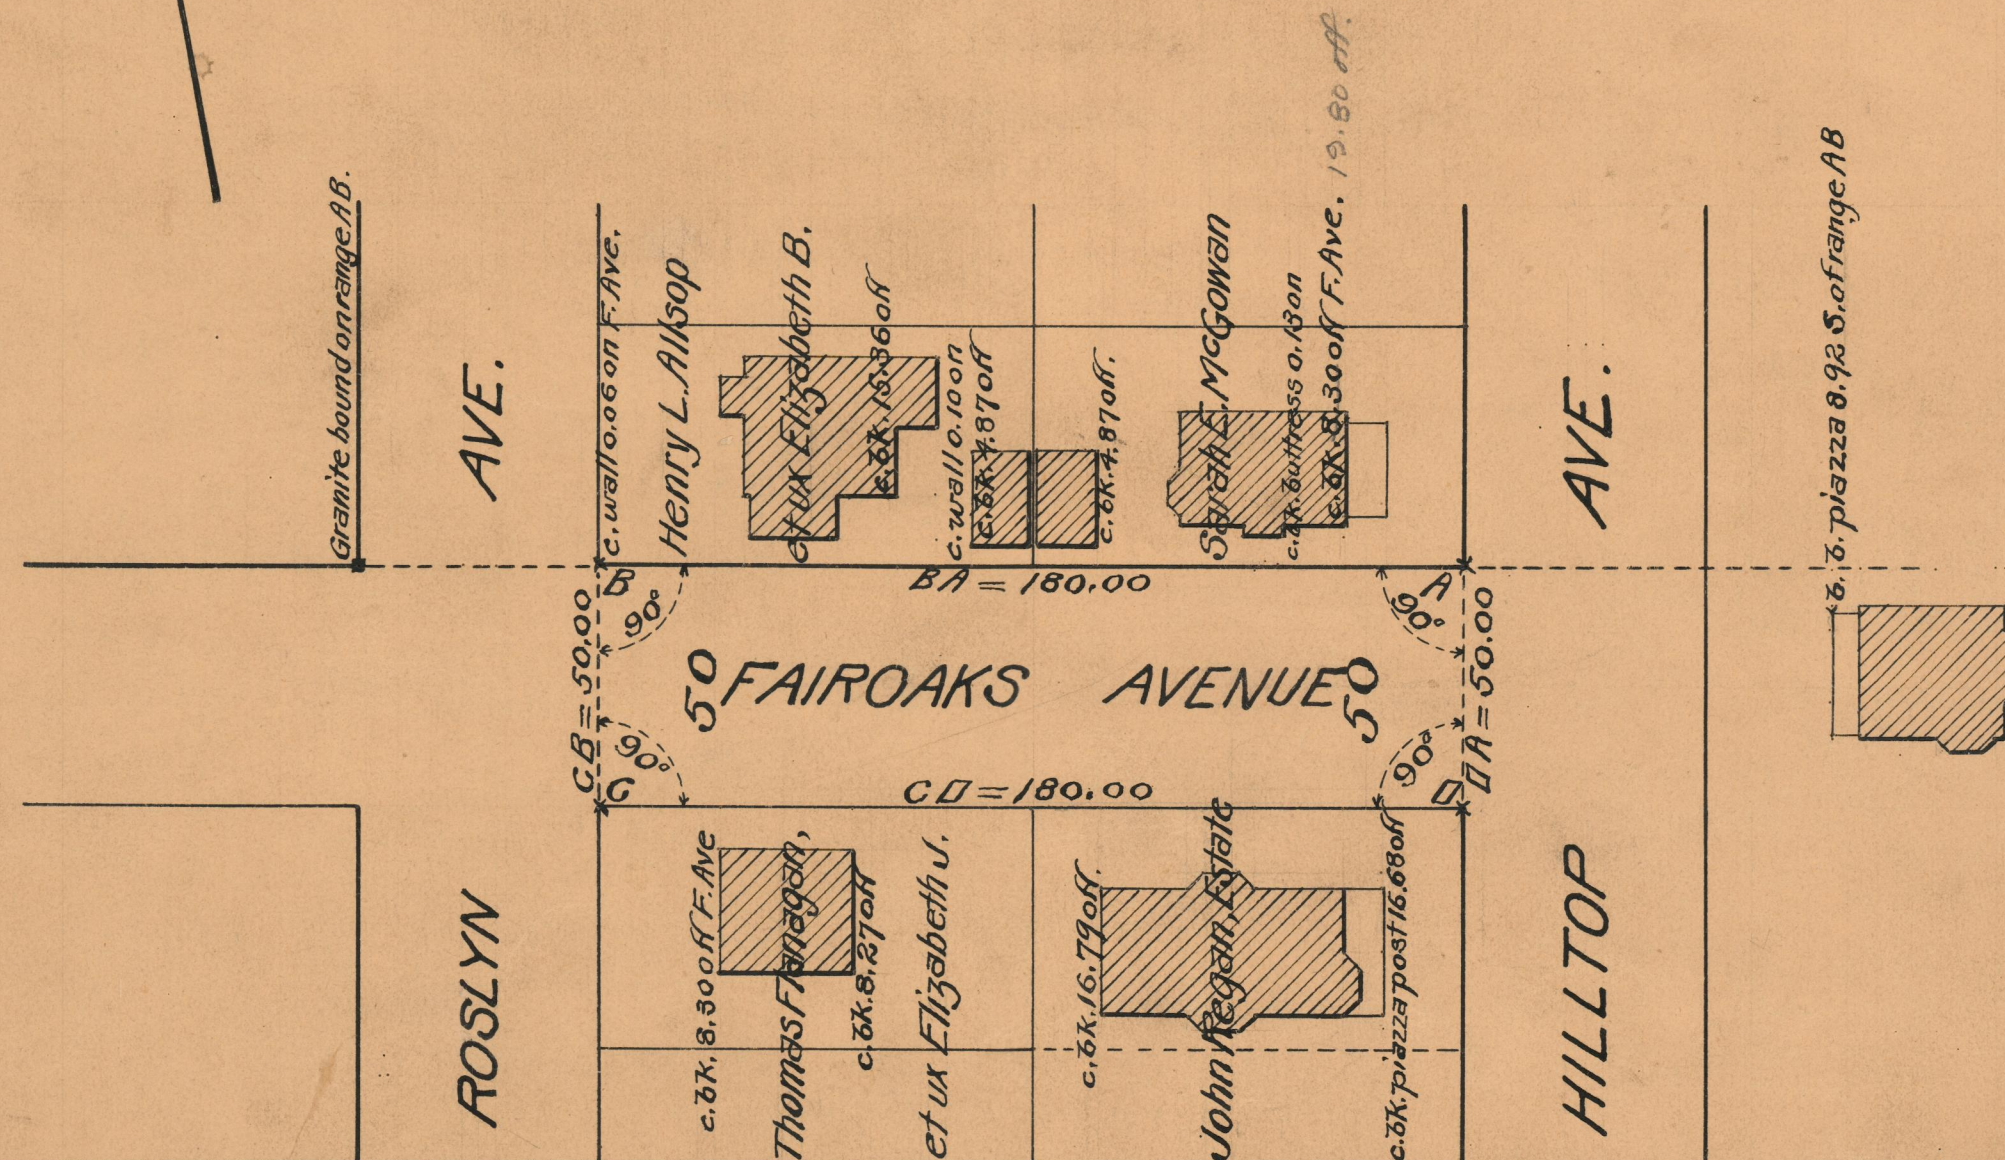 Granite bound on range AB.
AVE.
c. wall 0.06 on F. Ave.
Henry L. Allsop
et ux Elizabeth B.
c. bk. 15.36 off
c. wall 0.10 on
c. bk. 4.87 off
c. bk. 4.87 off.
Sarah E. McGowan
c. bk. buttress 0.13 on
c. bk. 8.30 off F. Ave. 19.80 off.
AVE.
b. piazza 8.92 S. of range AB
B
BA = 180.00
A
90°
90°
CB = 50.00
50
FAIROAKS AVENUE
50
DA = 50.00
90°
90°
C
CD = 180.00
D
ROSLYN
c. bk. 8.30 off F. Ave
Thomas Flanagan,
c. bk. 8.27 off
et ux Elizabeth J.
c. bk. 16.79 off.
John Regan, Estate
c. bk. piazza post 16.68 off
HILLTOP